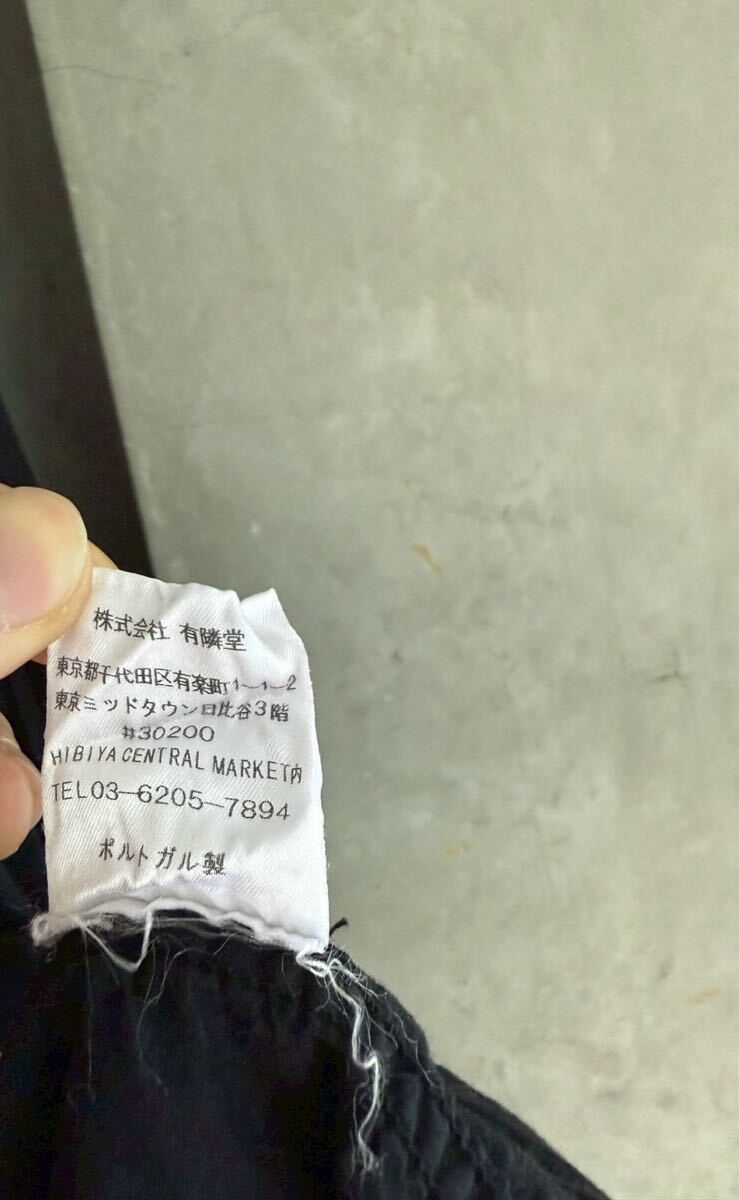 株式会社 有隣堂
東京都千代田区有楽町1-1-2
東京ミッドタウン日比谷3階
#30200
HIBIYA CENTRAL MARKET内
TEL03-6205-7894
ポルトガル製